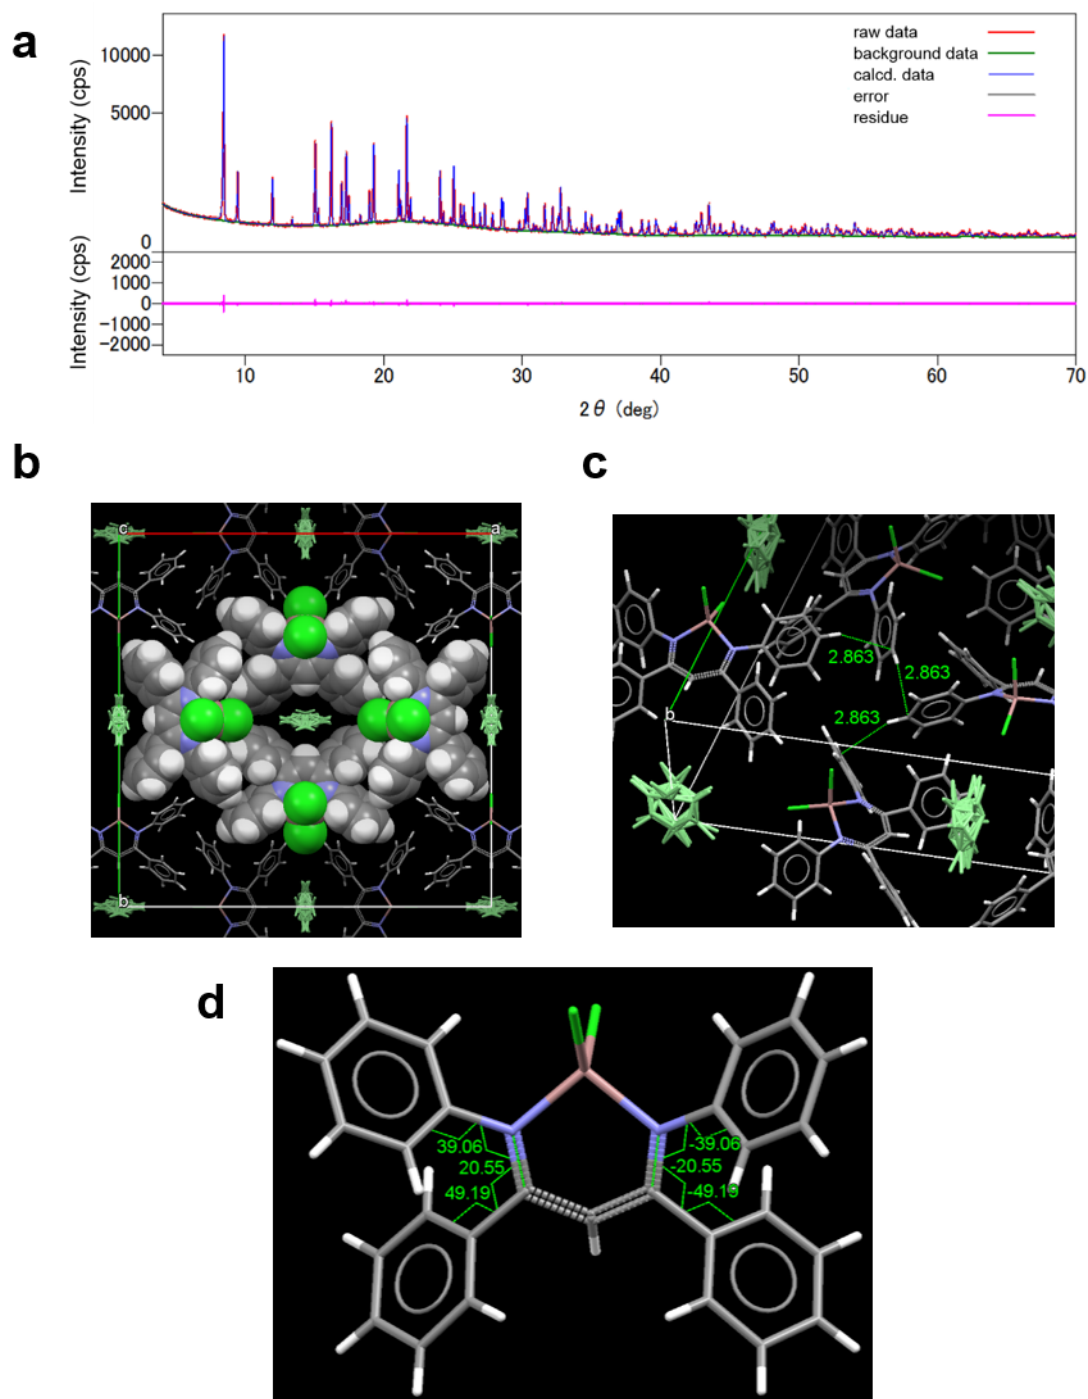 a
Intensity (cps)
10000
5000
0
raw data
background data
calcd. data
error
residue
Intensity (cps)
2000
1000
0
−1000
−2000
10 20 30 40 50 60 70
2θ (deg)
b
c
c a
b
2.863
2.863
2.863
b
d
39.06 -39.06
20.55 -20.55
49.19 -49.19